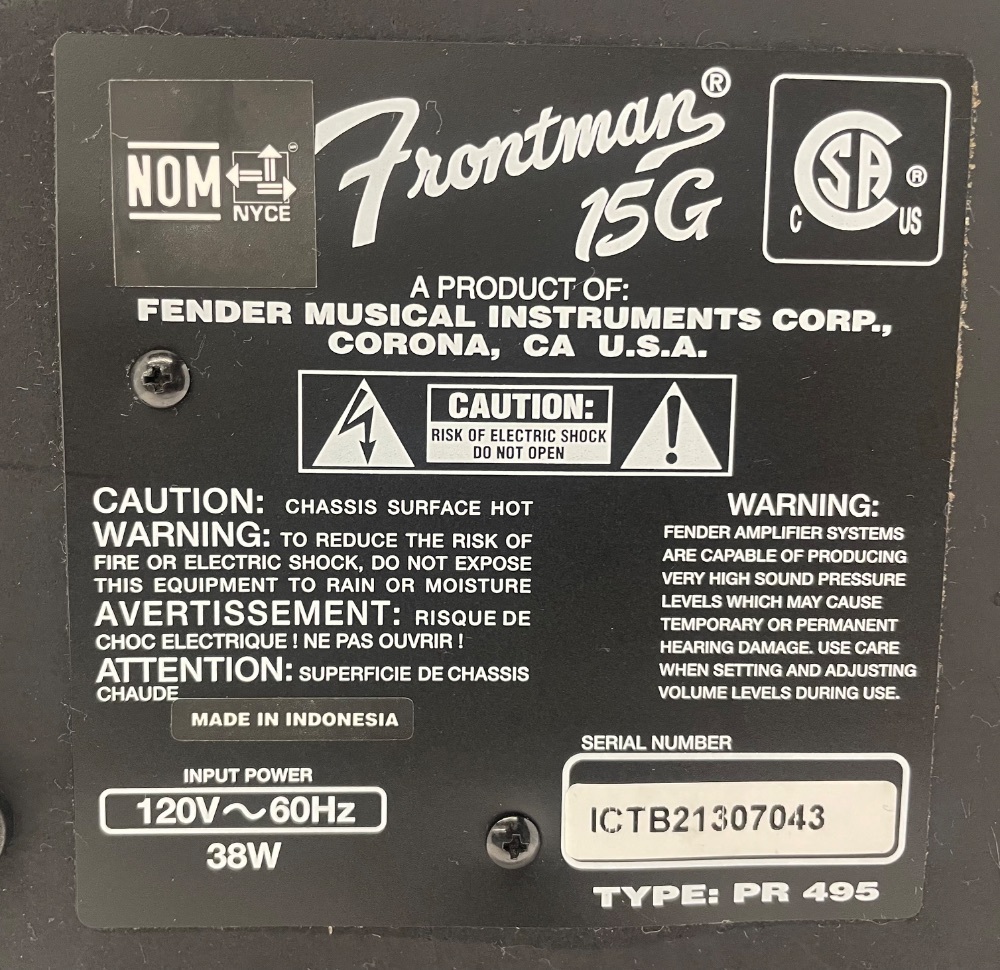 NOM
NYCE
Frontman®
15G
CSA®
C US
A PRODUCT OF:
FENDER MUSICAL INSTRUMENTS CORP.,
CORONA, CA U.S.A.
CAUTION:
RISK OF ELECTRIC SHOCK
DO NOT OPEN
CAUTION: CHASSIS SURFACE HOT
WARNING: TO REDUCE THE RISK OF
FIRE OR ELECTRIC SHOCK, DO NOT EXPOSE
THIS EQUIPMENT TO RAIN OR MOISTURE
AVERTISSEMENT: RISQUE DE
CHOC ELECTRIQUE ! NE PAS OUVRIR !
ATTENTION: SUPERFICIE DE CHASSIS
CHAUDE
MADE IN INDONESIA
WARNING:
FENDER AMPLIFIER SYSTEMS
ARE CAPABLE OF PRODUCING
VERY HIGH SOUND PRESSURE
LEVELS WHICH MAY CAUSE
TEMPORARY OR PERMANENT
HEARING DAMAGE. USE CARE
WHEN SETTING AND ADJUSTING
VOLUME LEVELS DURING USE.
INPUT POWER
120V～60Hz
38W
SERIAL NUMBER
ICTB21307043
TYPE: PR 495